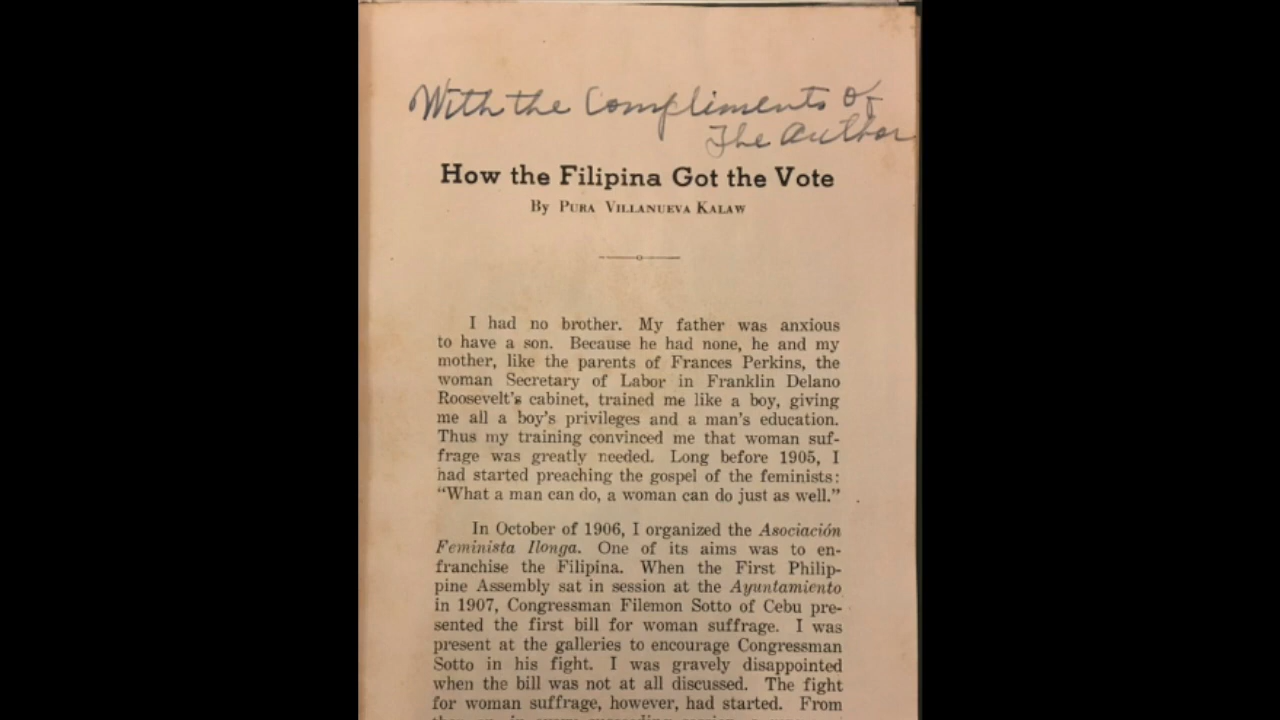 With the Compliments of
The Author
How the Filipina Got the Vote
By PURA VILLANUEVA KALAW
I had no brother. My father was anxious
to have a son. Because he had none, he and my
mother, like the parents of Frances Perkins, the
woman Secretary of Labor in Franklin Delano
Roosevelt's cabinet, trained me like a boy, giving
me all a boy's privileges and a man's education.
Thus my training convinced me that woman suf-
frage was greatly needed. Long before 1905, I
had started preaching the gospel of the feminists:
“What a man can do, a woman can do just as well.”
In October of 1906, I organized the Asociación
Feminista Ilonga. One of its aims was to en-
franchise the Filipina. When the First Philip-
pine Assembly sat in session at the Ayuntamiento
in 1907, Congressman Filemon Sotto of Cebu pre-
sented the first bill for woman suffrage. I was
present at the galleries to encourage Congressman
Sotto in his fight. I was gravely disappointed
when the bill was not at all discussed. The fight
for woman suffrage, however, had started. From